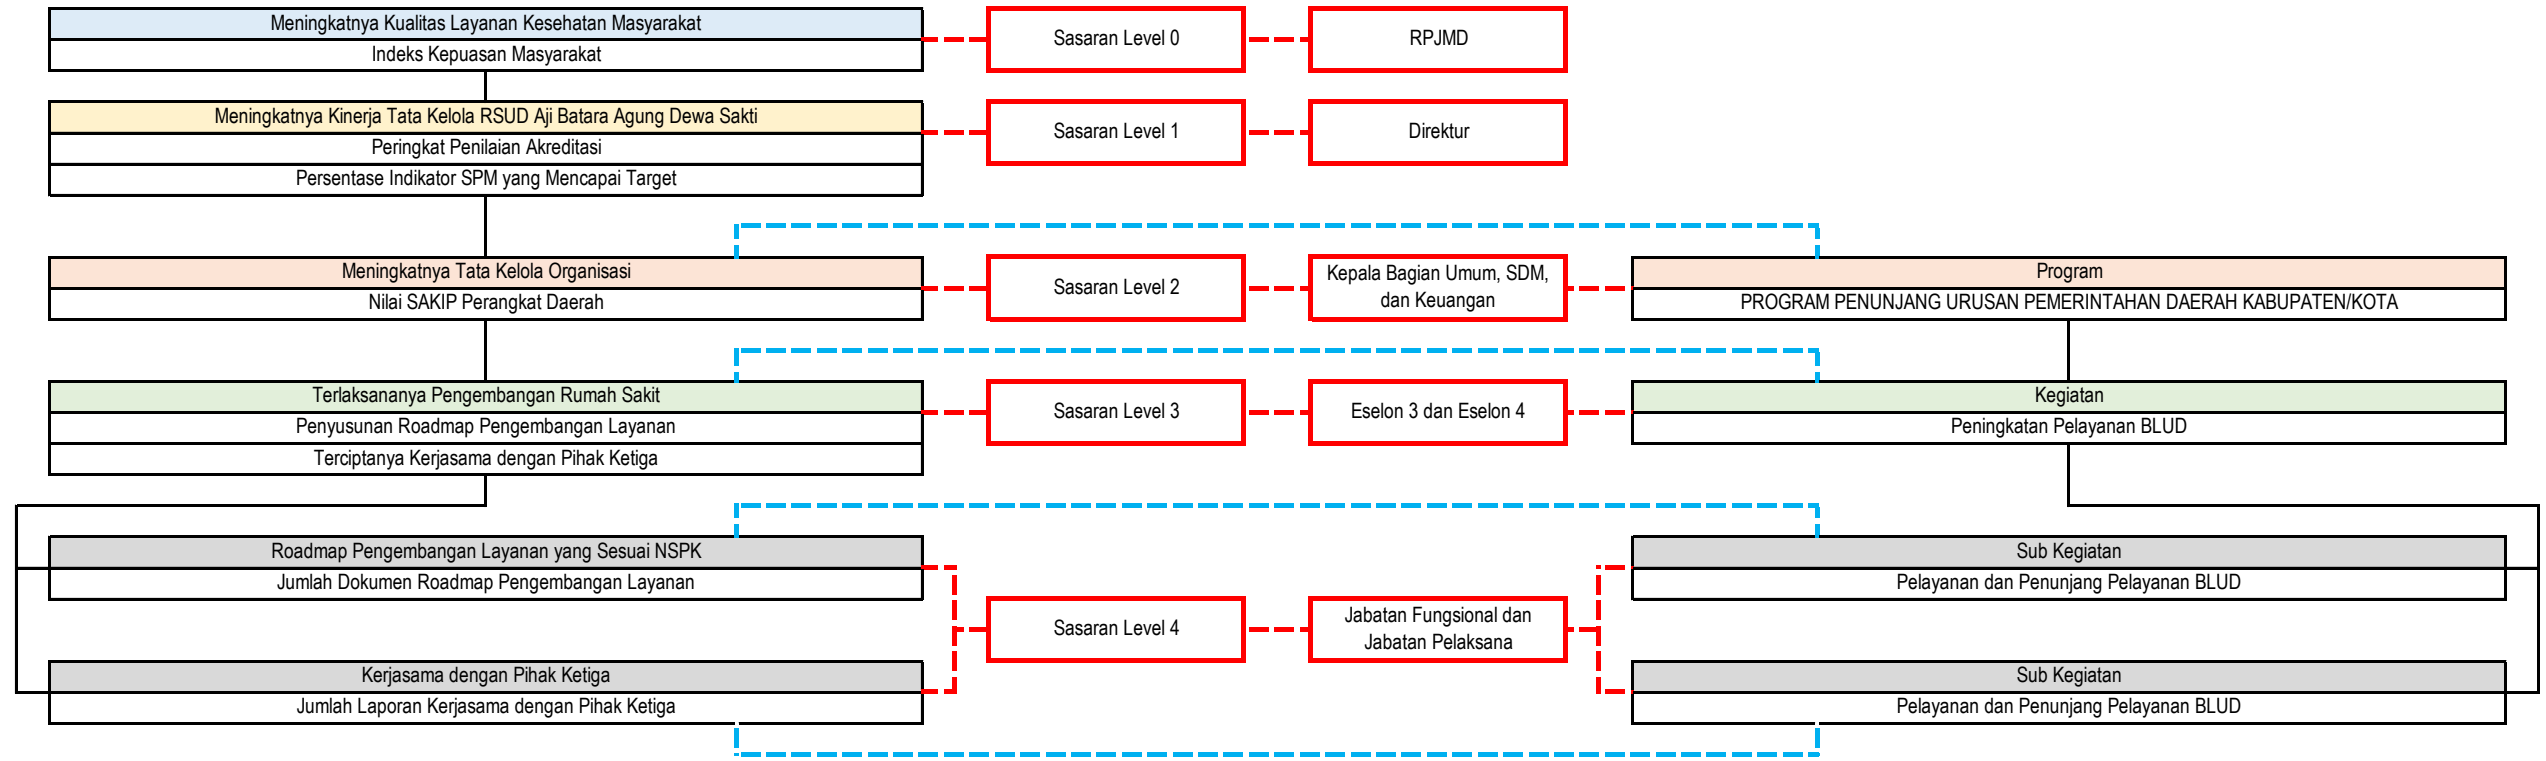 Meningkatnya Kualitas Layanan Kesehatan Masyarakat
Indeks Kepuasan Masyarakat
Sasaran Level 0
RPJMD
Meningkatnya Kinerja Tata Kelola RSUD Aji Batara Agung Dewa Sakti
Peringkat Penilaian Akreditasi
Persentase Indikator SPM yang Mencapai Target
Sasaran Level 1
Direktur
Meningkatnya Tata Kelola Organisasi
Nilai SAKIP Perangkat Daerah
Sasaran Level 2
Kepala Bagian Umum, SDM,
dan Keuangan
Program
PROGRAM PENUNJANG URUSAN PEMERINTAHAN DAERAH KABUPATEN/KOTA
Terlaksananya Pengembangan Rumah Sakit
Penyusunan Roadmap Pengembangan Layanan
Terciptanya Kerjasama dengan Pihak Ketiga
Sasaran Level 3
Eselon 3 dan Eselon 4
Kegiatan
Peningkatan Pelayanan BLUD
Roadmap Pengembangan Layanan yang Sesuai NSPK
Jumlah Dokumen Roadmap Pengembangan Layanan
Kerjasama dengan Pihak Ketiga
Jumlah Laporan Kerjasama dengan Pihak Ketiga
Sasaran Level 4
Jabatan Fungsional dan
Jabatan Pelaksana
Sub Kegiatan
Pelayanan dan Penunjang Pelayanan BLUD
Sub Kegiatan
Pelayanan dan Penunjang Pelayanan BLUD